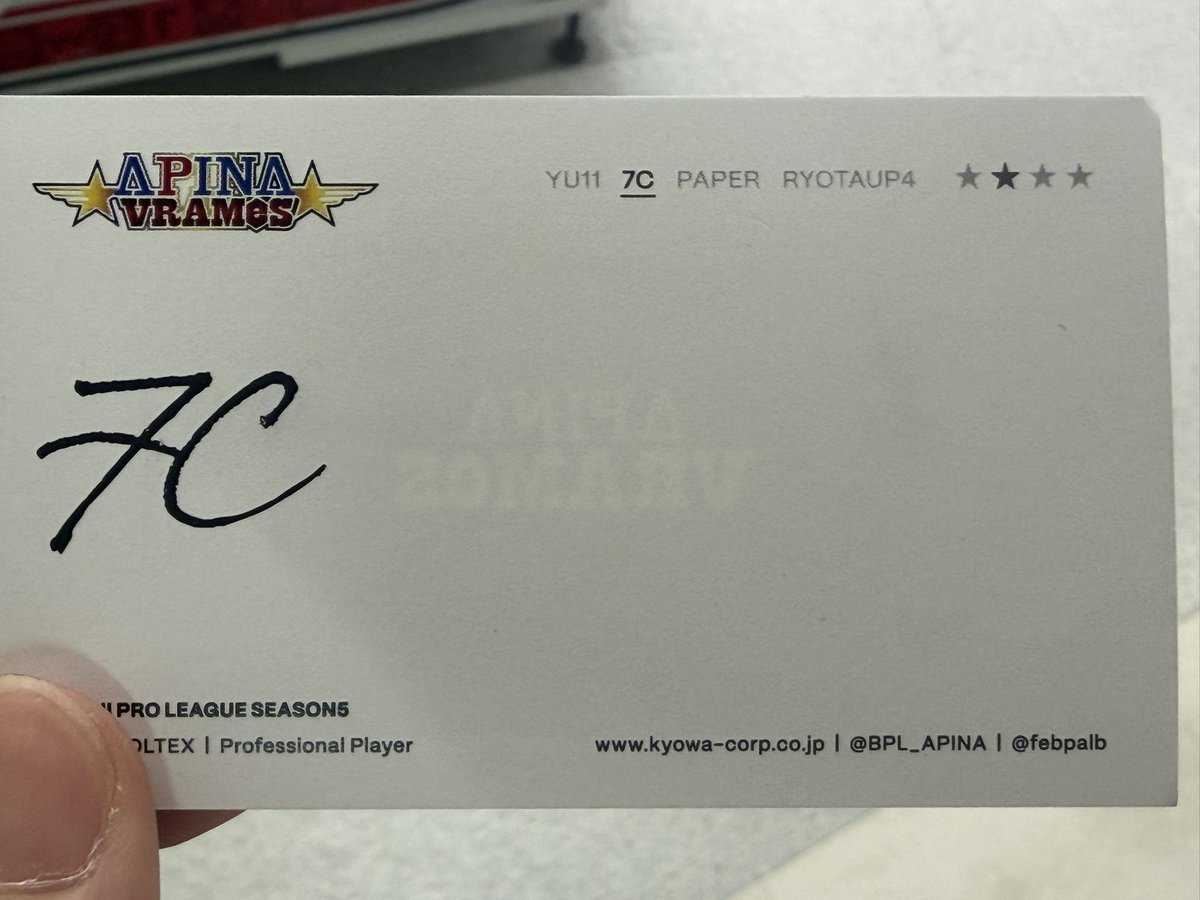 APINA
VRAMeS
YU11 7C PAPER RYOTAUP4
7C
PRO LEAGUE SEASON5
Professional Player
www.kyowa-corp.co.jp | @BPL_APINA | @febpalb